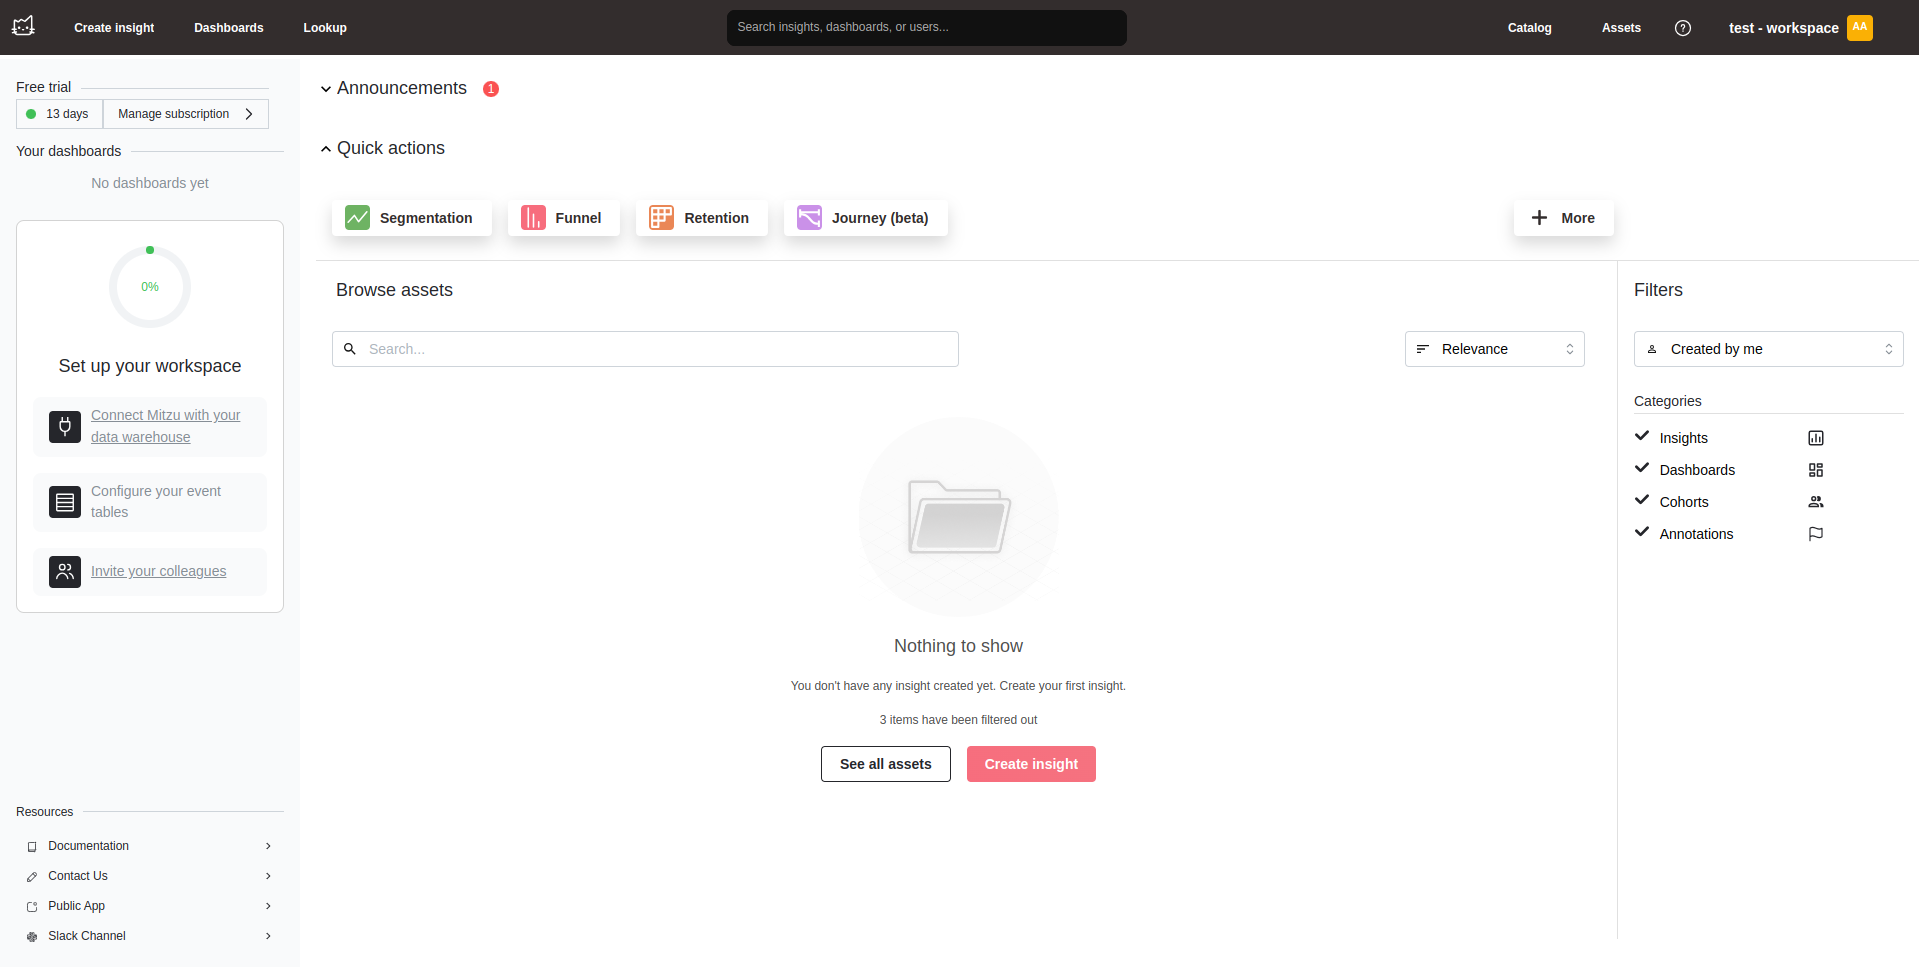 Create insight
Dashboards
Lookup
Search insights, dashboards, or users...
Catalog
Assets
test - workspace
AA
Free trial
13 days
Manage subscription
Your dashboards
No dashboards yet
0%
Set up your workspace
Connect Mitzu with your
data warehouse
Configure your event
tables
Invite your colleagues
Resources
Documentation
Contact Us
Public App
Slack Channel
Announcements
1
Quick actions
Segmentation
Funnel
Retention
Journey (beta)
More
Browse assets
Search...
Relevance
Nothing to show
You don't have any insight created yet. Create your first insight.
3 items have been filtered out
See all assets
Create insight
Filters
Created by me
Categories
Insights
Dashboards
Cohorts
Annotations